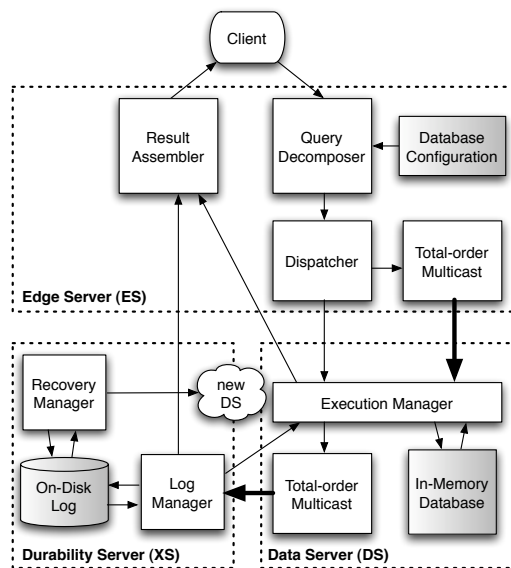 Client
Result
Assembler
Query
Decomposer
Database
Configuration
Dispatcher
Total-order
Multicast
Edge Server (ES)
Recovery
Manager
new
DS
Execution Manager
On-Disk
Log
Log
Manager
Total-order
Multicast
In-Memory
Database
Durability Server (XS)
Data Server (DS)